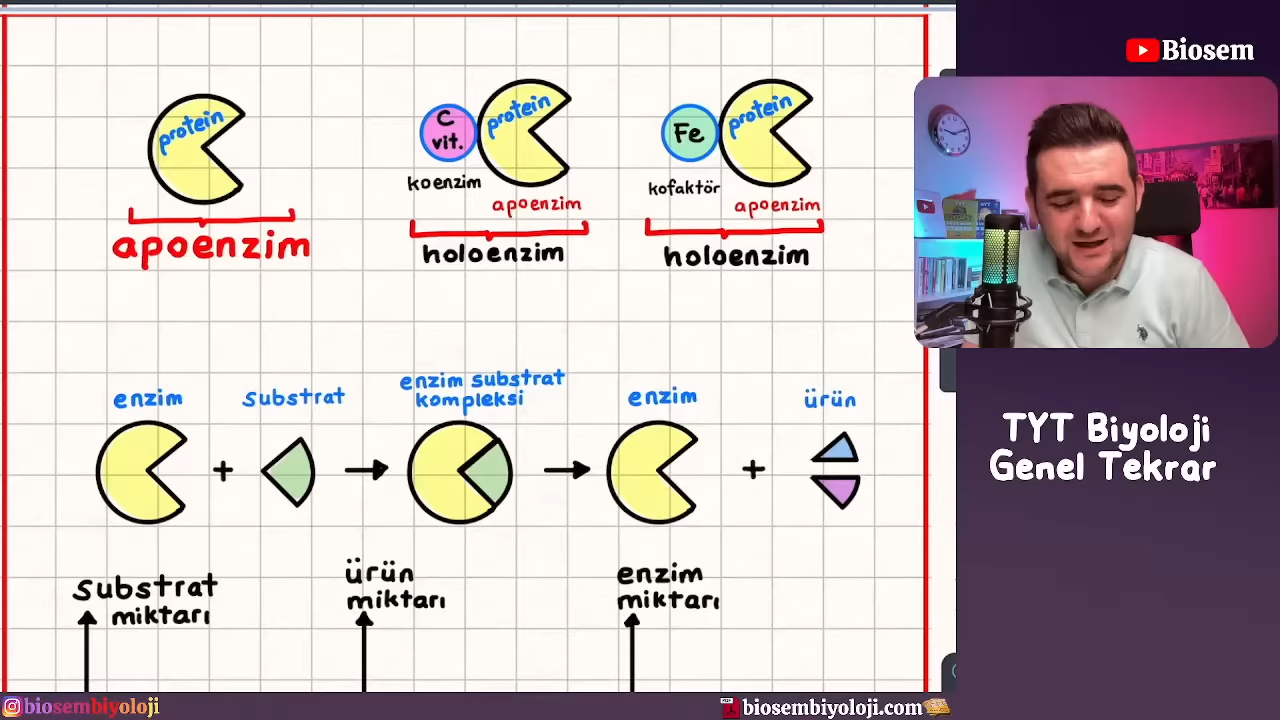 protein
apoenzim
C
vit.
protein
koenzim
apoenzim
holoenzim
Fe
protein
kofaktör
apoenzim
holoenzim
enzim
substrat
enzim substrat
kompleksi
enzim
ürün
+
+
substrat
miktarı
ürün
miktarı
enzim
miktarı
Biosem
TYT Biyoloji
Genel Tekrar
biosembiyoloji
biosembiyoloji.com